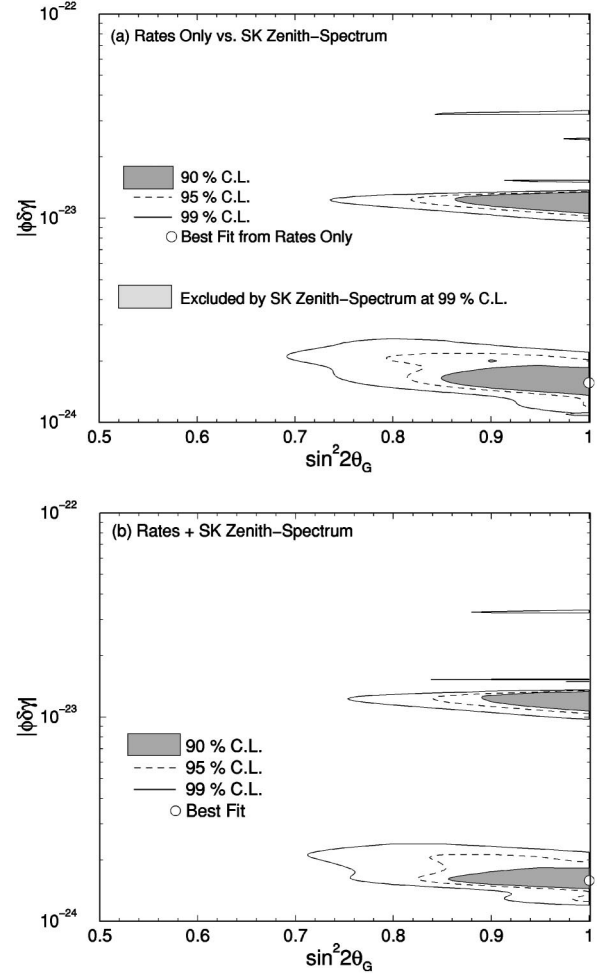 10⁻²²
(a) Rates Only vs. SK Zenith−Spectrum
90 % C.L.
95 % C.L.
99 % C.L.
Best Fit from Rates Only
Excluded by SK Zenith−Spectrum at 99 % C.L.
|ϕδγ|
10⁻²³
10⁻²⁴
0.5 0.6 0.7 0.8 0.9 1
sin²2θ_G
10⁻²²
(b) Rates + SK Zenith−Spectrum
90 % C.L.
95 % C.L.
99 % C.L.
Best Fit
|ϕδγ|
10⁻²³
10⁻²⁴
0.5 0.6 0.7 0.8 0.9 1
sin²2θ_G